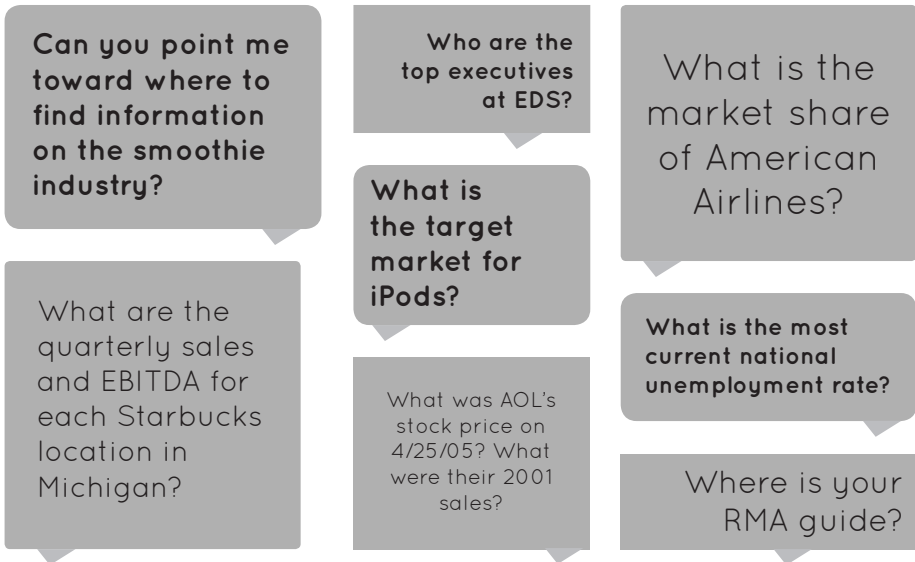 Can you point me
toward where to
find information
on the smoothie
industry?
What are the
quarterly sales
and EBITDA for
each Starbucks
location in
Michigan?
Who are the
top executives
at EDS?
What is
the target
market for
iPods?
What was AOL's
stock price on
4/25/05? What
were their 2001
sales?
What is the
market share
of American
Airlines?
What is the most
current national
unemployment rate?
Where is your
RMA guide?